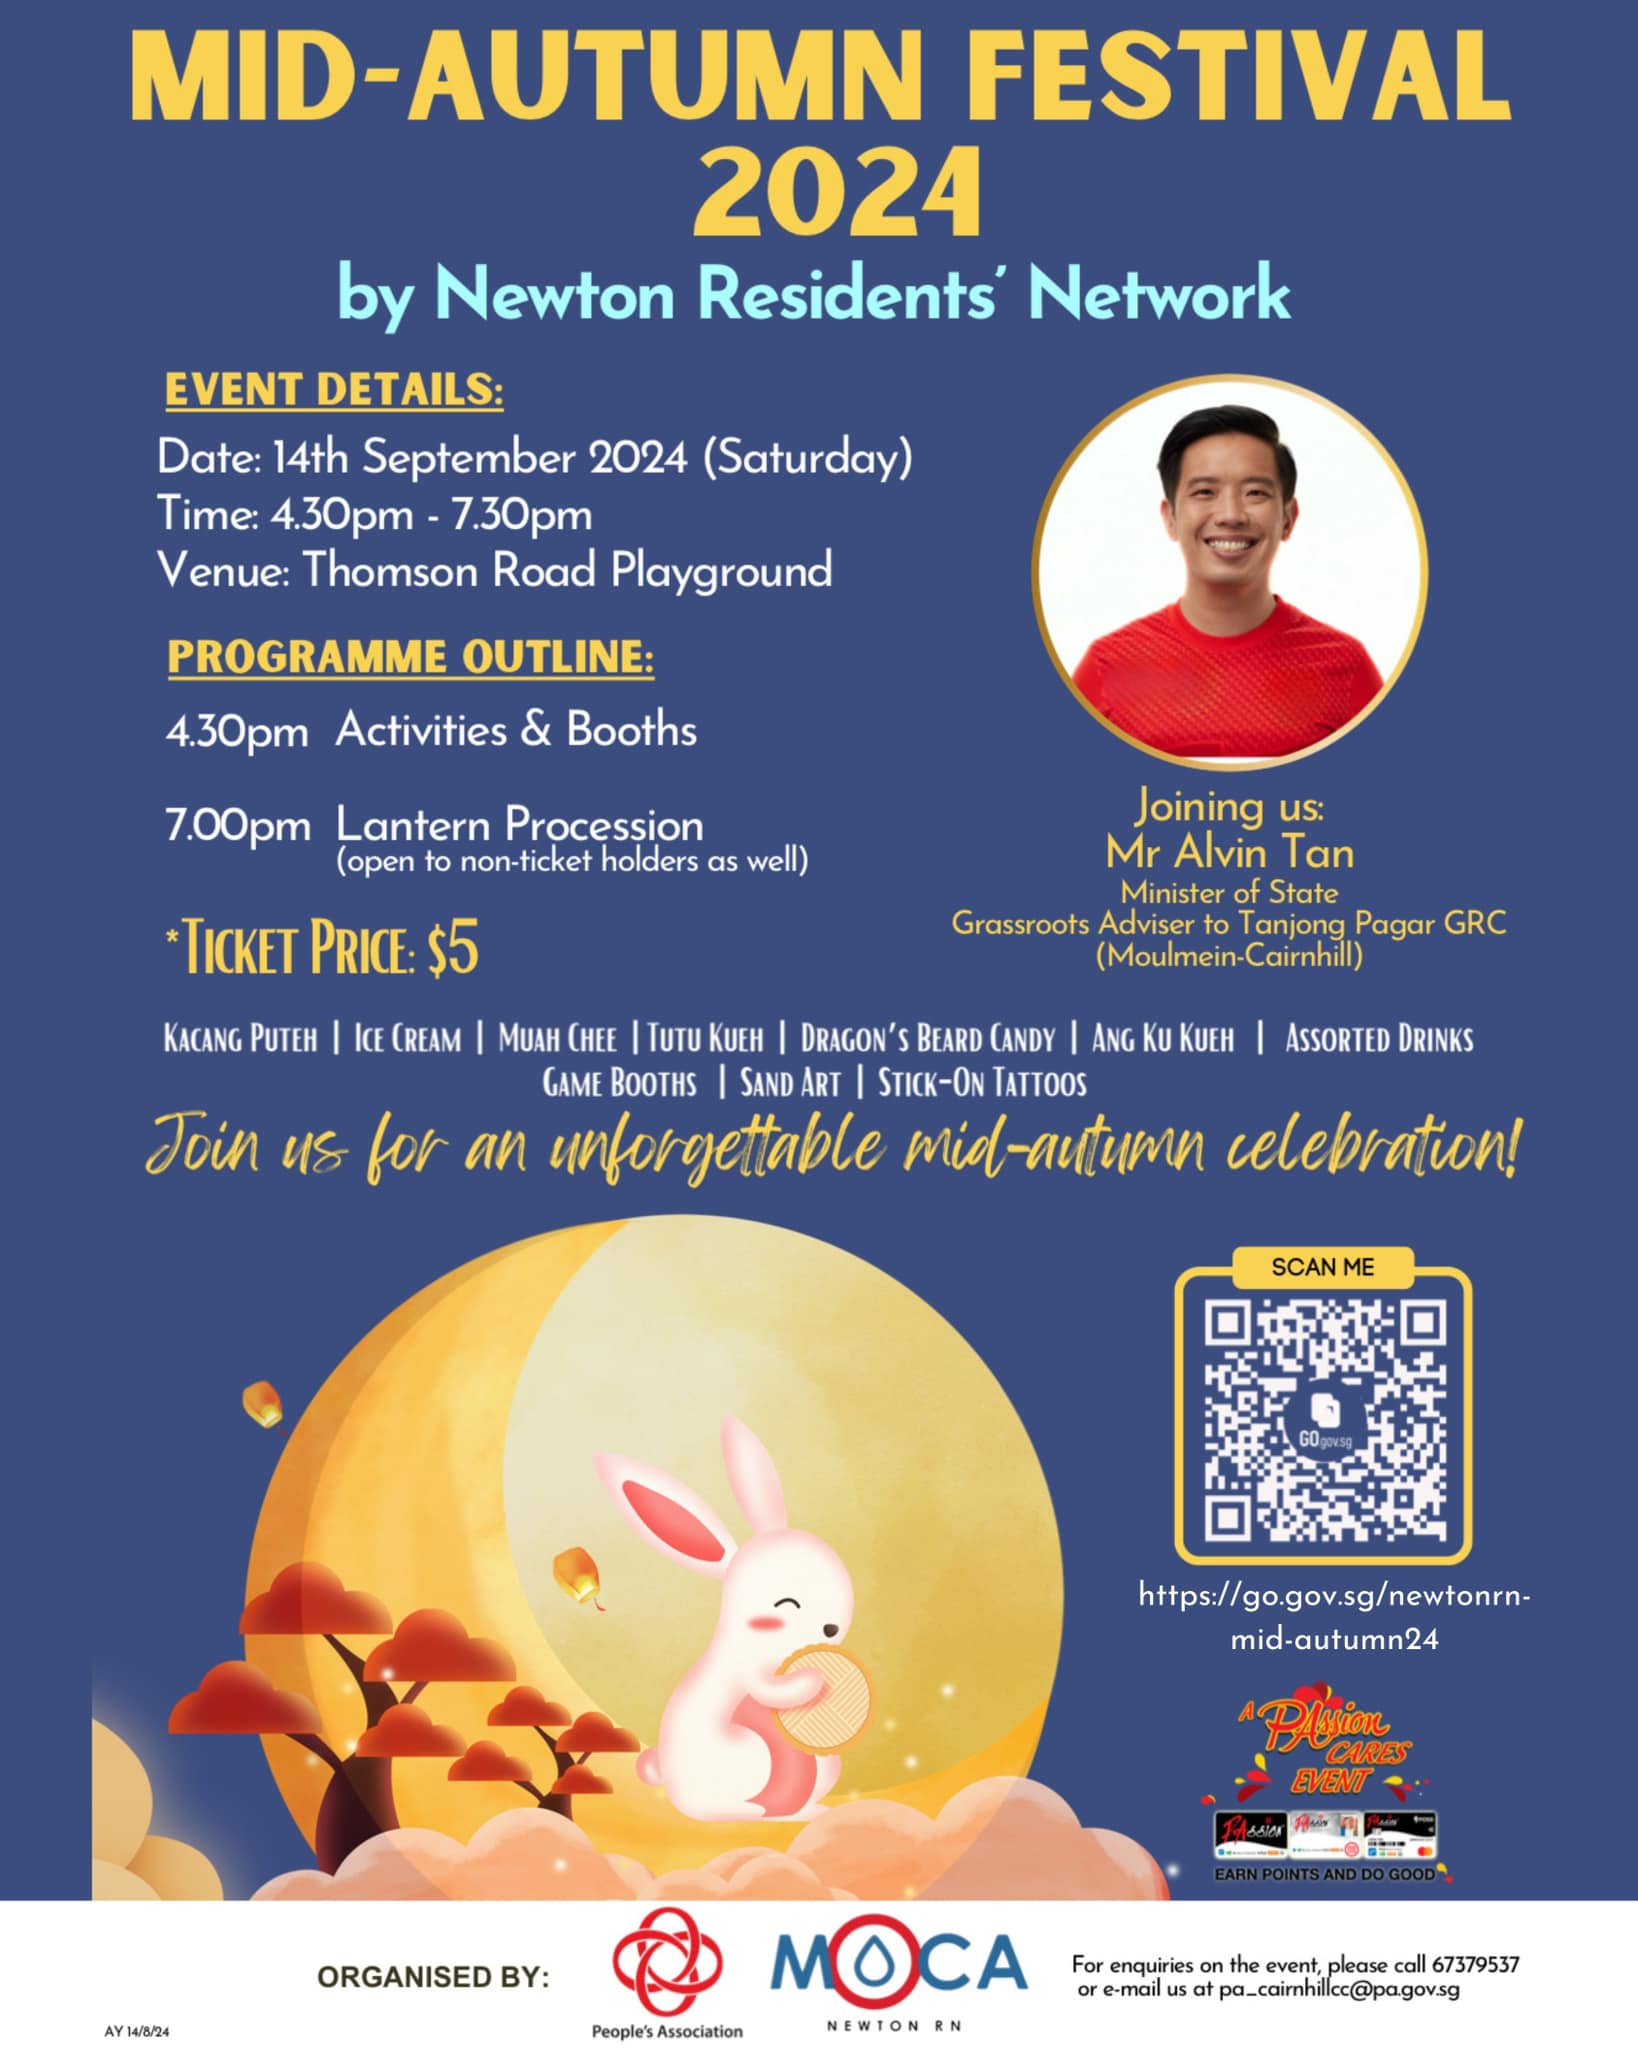 MID-AUTUMN FESTIVAL
2024
by Newton Residents' Network
EVENT DETAILS:
Date: 14th September 2024 (Saturday)
Time: 4.30pm - 7.30pm
Venue: Thomson Road Playground
PROGRAMME OUTLINE:
4.30pm Activities & Booths
7.00pm Lantern Procession
(open to non-ticket holders as well)
*TICKET PRICE: $5
Joining us:
Mr Alvin Tan
Minister of State
Grassroots Adviser to Tanjong Pagar GRC
(Moulmein-Cairnhill)
KACANG PUTEH | ICE CREAM | MUAH CHEE | TUTU KUEH | DRAGON'S BEARD CANDY | ANG KU KUEH | ASSORTED DRINKS
GAME BOOTHS | SAND ART | STICK-ON TATTOOS
Join us for an unforgettable mid-autumn celebration!
SCAN ME
GOgov.sg
https://go.gov.sg/newtonrn-
mid-autumn24
A PAssion
CARES
EVENT
PAssion PAssion PAssion
EARN POINTS AND DO GOOD
ORGANISED BY:
People's Association
MOCA
NEWTON RN
For enquiries on the event, please call 67379537
or e-mail us at pa_cairnhillcc@pa.gov.sg
AY 14/8/24